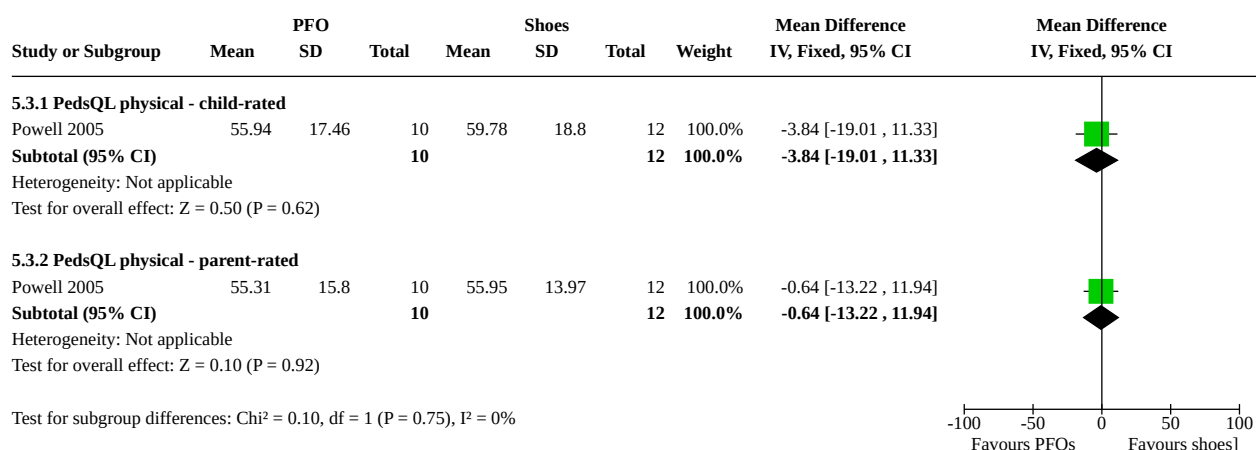 PFO Shoes Mean Difference Mean Difference
Study or Subgroup Mean SD Total Mean SD Total Weight IV, Fixed, 95% CI IV, Fixed, 95% CI
5.3.1 PedsQL physical - child-rated
Powell 2005 55.94 17.46 10 59.78 18.8 12 100.0% -3.84 [-19.01 , 11.33]
Subtotal (95% CI) 10 12 100.0% -3.84 [-19.01 , 11.33]
Heterogeneity: Not applicable
Test for overall effect: Z = 0.50 (P = 0.62)
5.3.2 PedsQL physical - parent-rated
Powell 2005 55.31 15.8 10 55.95 13.97 12 100.0% -0.64 [-13.22 , 11.94]
Subtotal (95% CI) 10 12 100.0% -0.64 [-13.22 , 11.94]
Heterogeneity: Not applicable
Test for overall effect: Z = 0.10 (P = 0.92)
Test for subgroup differences: Chi² = 0.10, df = 1 (P = 0.75), I² = 0%
-100 -50 0 50 100
Favours PFOs Favours shoes]